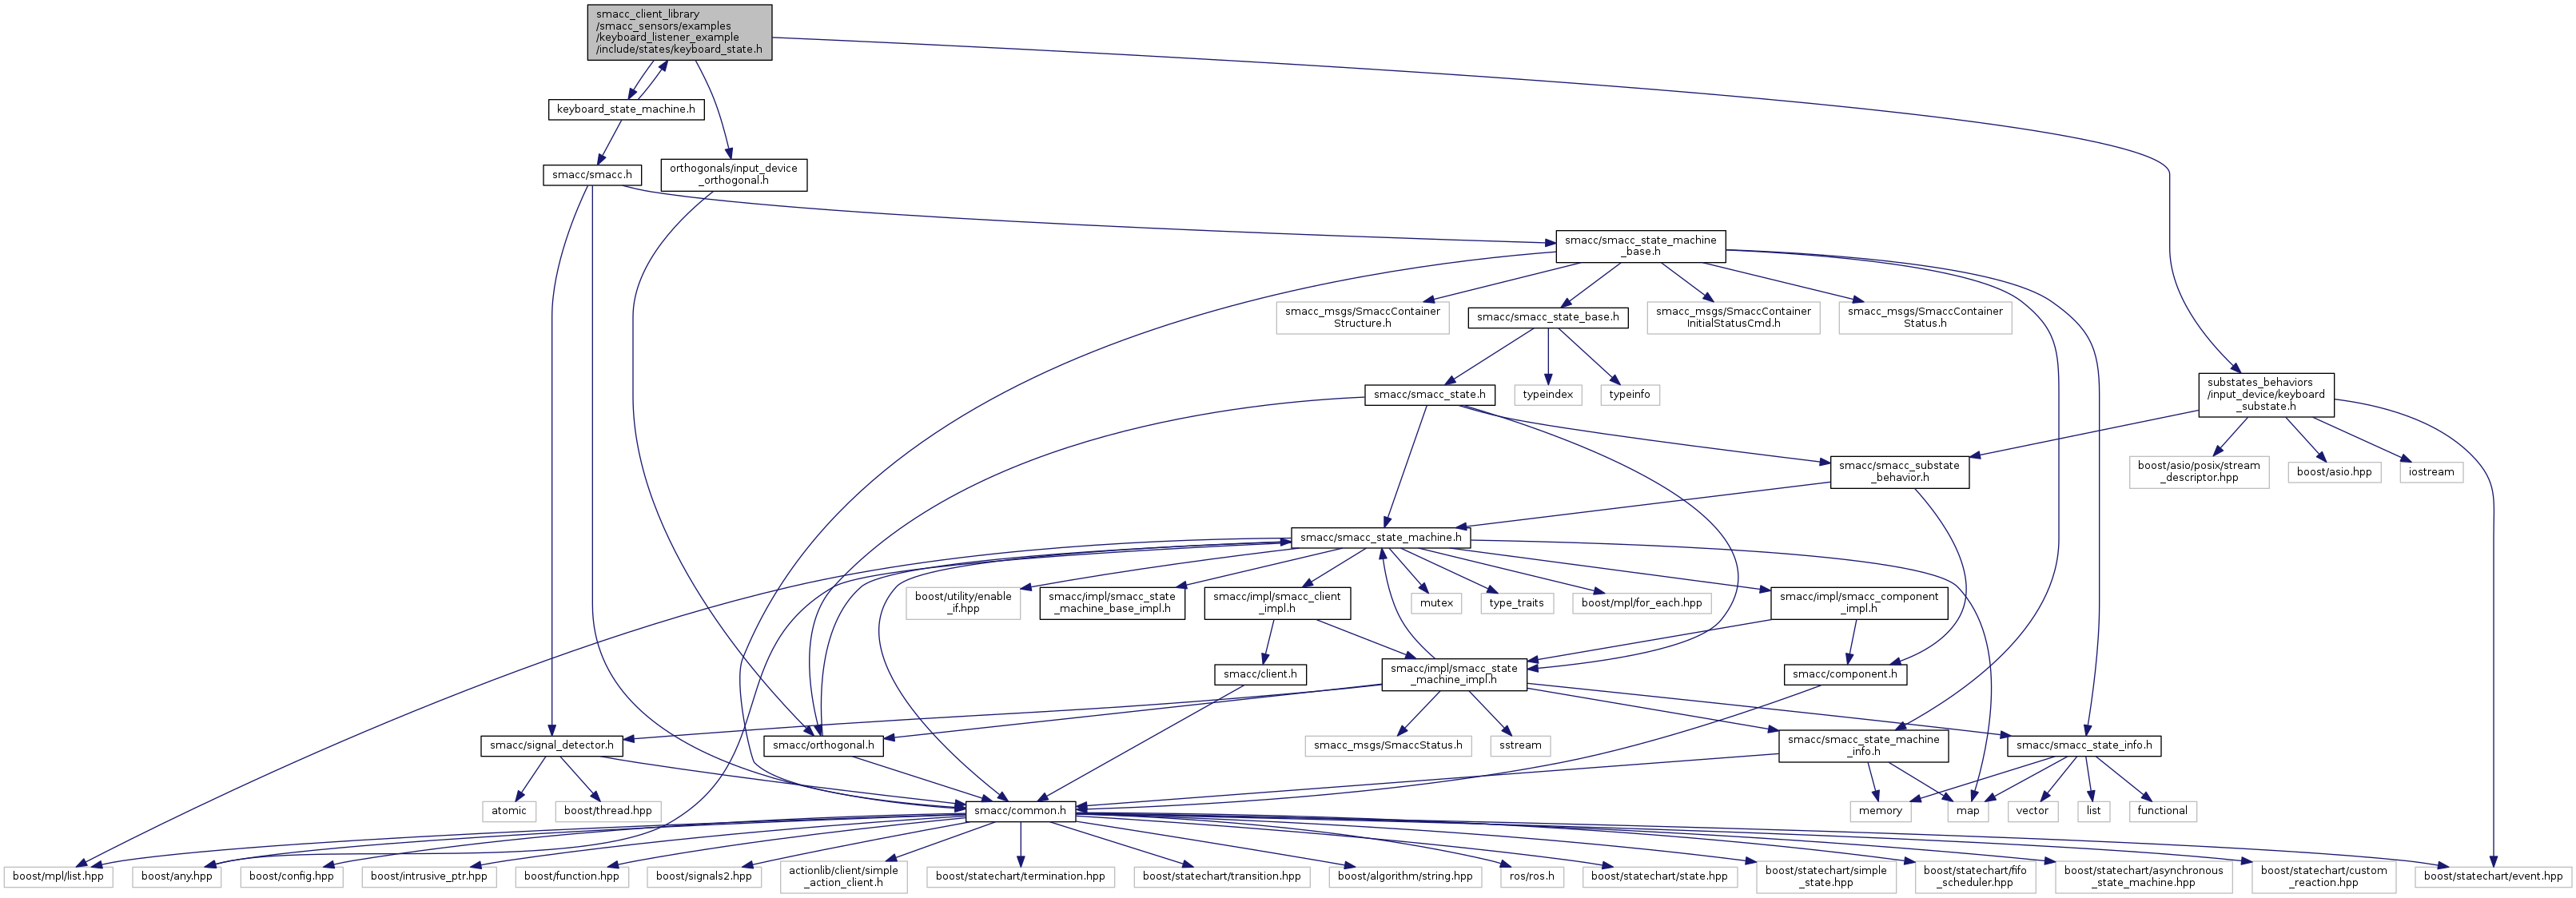 smacc_client_library
/smacc_sensors/examples
/keyboard_listener_example
/include/states/keyboard_state.h
keyboard_state_machine.h
smacc/smacc.h
orthogonals/input_device
_orthogonal.h
smacc/smacc_state_machine
_base.h
smacc_msgs/SmaccContainer
Structure.h
smacc/smacc_state_base.h
smacc_msgs/SmaccContainer
InitialStatusCmd.h
smacc_msgs/SmaccContainer
Status.h
smacc/smacc_state.h
typeindex
typeinfo
substates_behaviors
/input_device/keyboard
_substate.h
smacc/smacc_substate
_behavior.h
boost/asio/posix/stream
_descriptor.hpp
boost/asio.hpp
iostream
smacc/smacc_state_machine.h
boost/utility/enable
_if.hpp
smacc/impl/smacc_state
_machine_base_impl.h
smacc/impl/smacc_client
_impl.h
mutex
type_traits
boost/mpl/for_each.hpp
smacc/impl/smacc_component
_impl.h
smacc/client.h
smacc/impl/smacc_state
_machine_impl.h
smacc/component.h
smacc/signal_detector.h
smacc/orthogonal.h
smacc_msgs/SmaccStatus.h
sstream
smacc/smacc_state_machine
_info.h
smacc/smacc_state_info.h
atomic
boost/thread.hpp
smacc/common.h
memory
map
vector
list
functional
boost/mpl/list.hpp
boost/any.hpp
boost/config.hpp
boost/intrusive_ptr.hpp
boost/function.hpp
boost/signals2.hpp
actionlib/client/simple
_action_client.h
boost/statechart/termination.hpp
boost/statechart/transition.hpp
boost/algorithm/string.hpp
ros/ros.h
boost/statechart/state.hpp
boost/statechart/simple
_state.hpp
boost/statechart/fifo
_scheduler.hpp
boost/statechart/asynchronous
_state_machine.hpp
boost/statechart/custom
_reaction.hpp
boost/statechart/event.hpp